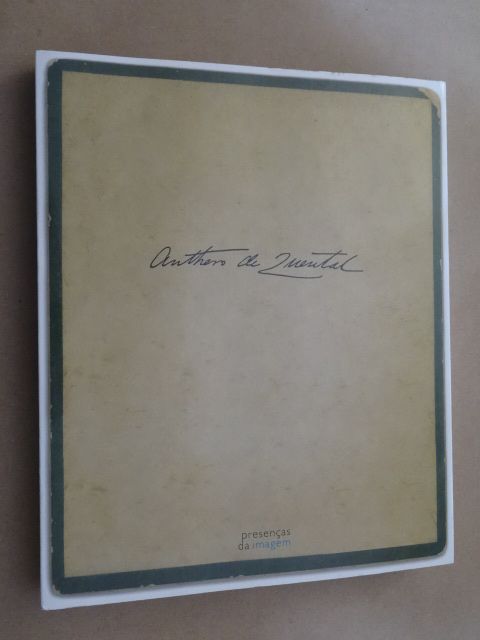 Anthero de Quental
presenças
da imagem